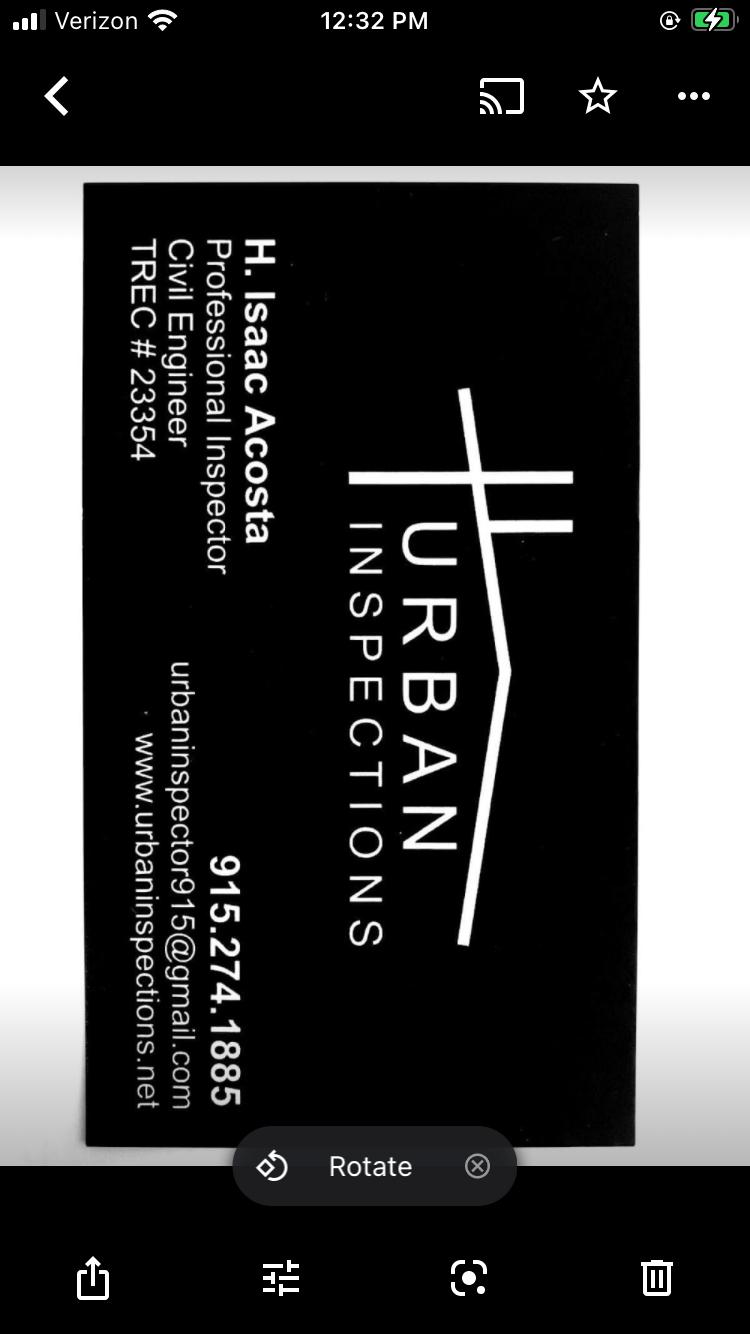 URBAN
INSPECTIONS
H. Isaac Acosta
Professional Inspector
Civil Engineer
TREC # 23354
915.274.1885
urbaninspector915@gmail.com
www.urbaninspections.net
Rotate
12:32 PM
Verizon